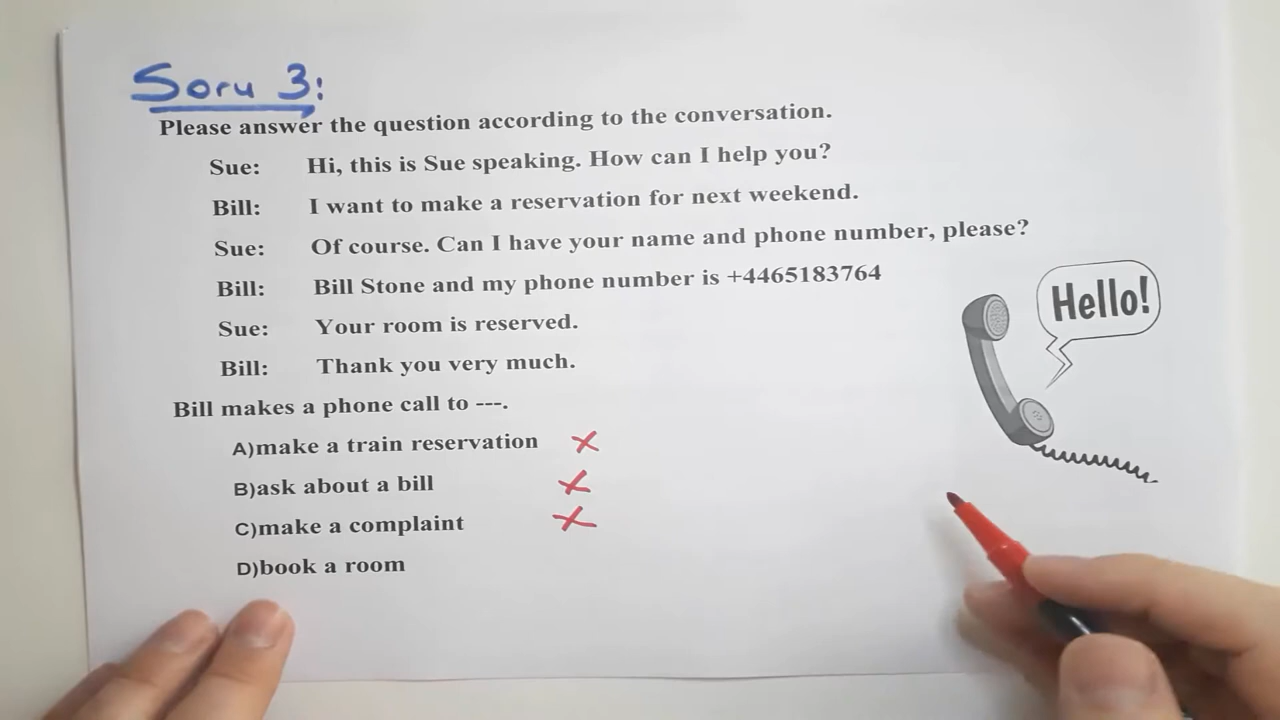 Soru 3:
Please answer the question according to the conversation.
Sue: Hi, this is Sue speaking. How can I help you?
Bill: I want to make a reservation for next weekend.
Sue: Of course. Can I have your name and phone number, please?
Bill: Bill Stone and my phone number is +4465183764
Sue: Your room is reserved.
Bill: Thank you very much.
Hello!
Bill makes a phone call to ---.
A)make a train reservation
B)ask about a bill
C)make a complaint
D)book a room